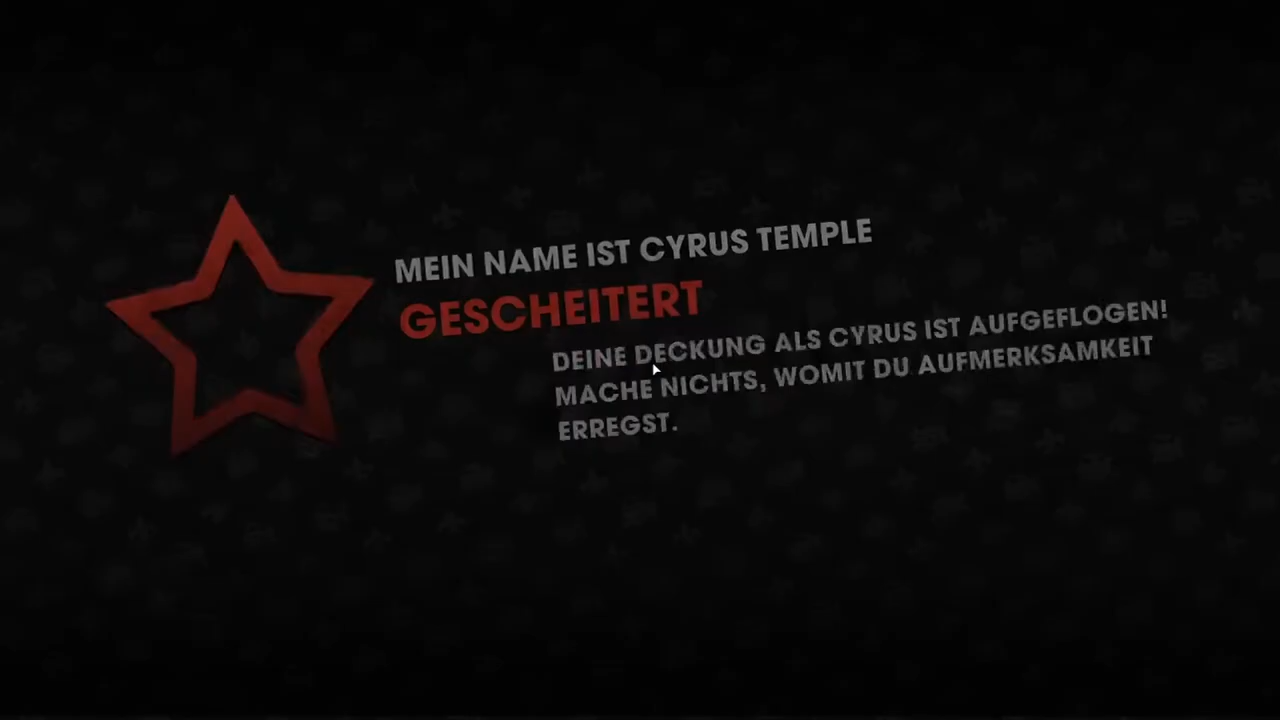 MEIN NAME IST CYRUS TEMPLE
GESCHEITERT
DEINE DECKUNG ALS CYRUS IST AUFGEFLOGEN!
MACHE NICHTS, WOMIT DU AUFMERKSAMKEIT
ERREGST.